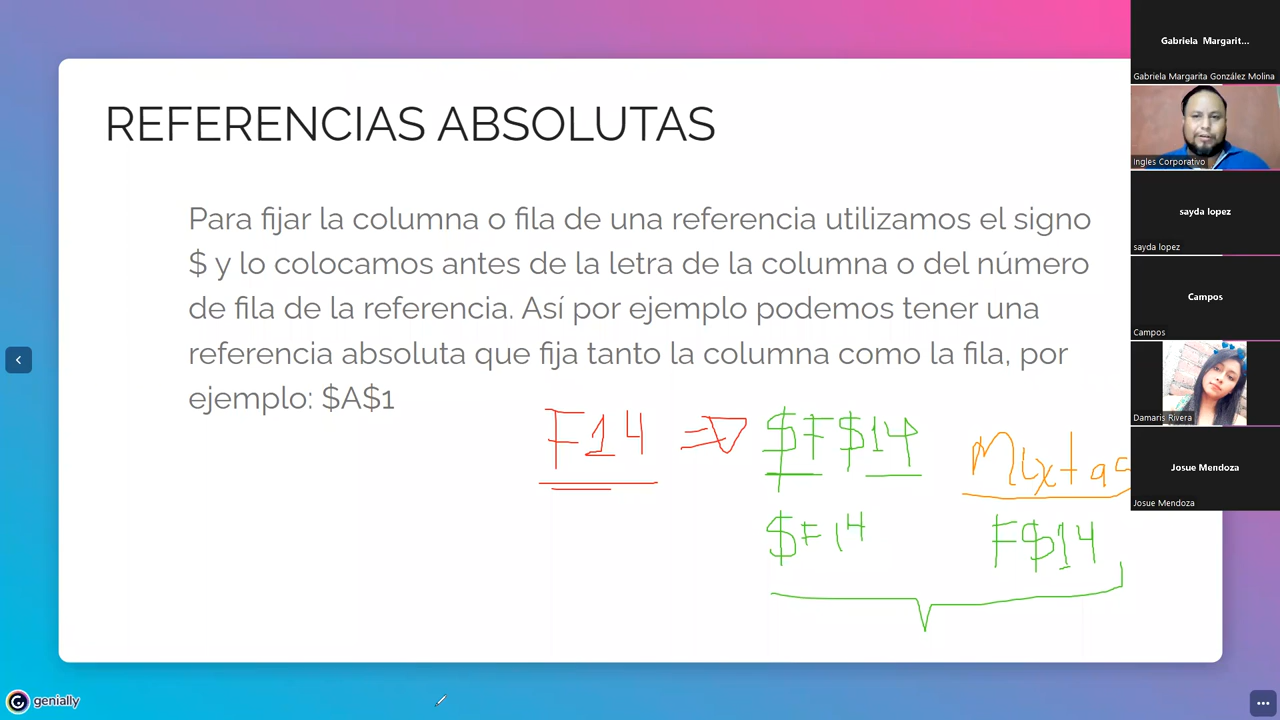 REFERENCIAS ABSOLUTAS
Para fijar la columna o fila de una referencia utilizamos el signo
$ y lo colocamos antes de la letra de la columna o del número
de fila de la referencia. Así por ejemplo podemos tener una
referencia absoluta que fija tanto la columna como la fila, por
ejemplo: $A$1
F14 ⇒ $F$14
Mixtas
$F14
F$14
genially
Gabriela Margarit...
Gabriela Margarita González Molina
Ingles Corporativo
sayda lopez
sayda lopez
Campos
Campos
Damaris Rivera
Josue Mendoza
Josue Mendoza